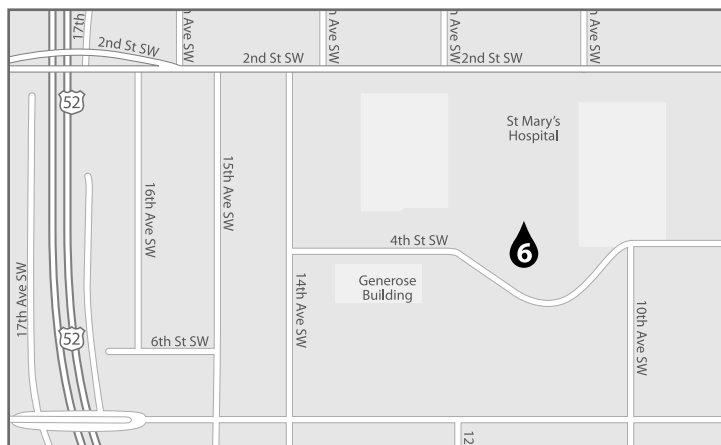 17th
h Ave SW
h Ave SW
h Ave SW
h Ave SW
2nd St SW
2nd St SW
2nd St SW
52
St Mary's
Hospital
16th Ave SW
15th Ave SW
4th St SW
6
17th Ave SW
14th Ave SW
Generose
Building
10th Ave SW
52
6th St SW
12